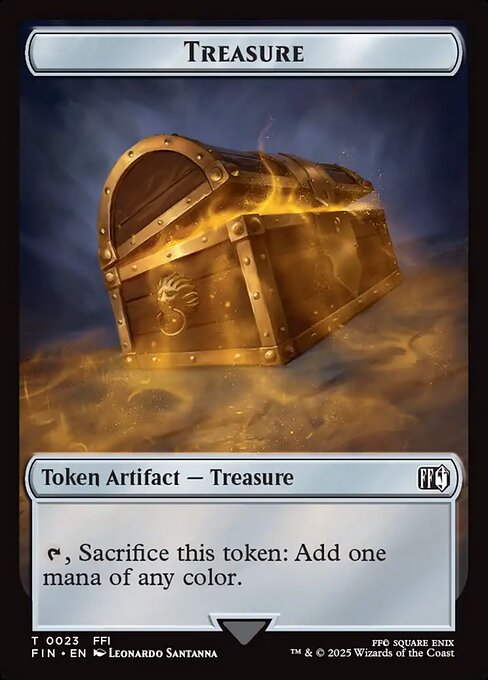 TREASURE
Token Artifact — Treasure
FF
, Sacrifice this token: Add one
mana of any color.
T 0023 FFI
FIN • EN LEONARDO SANTANNA
FF© SQUARE ENIX
™ & © 2025 Wizards of the Coast